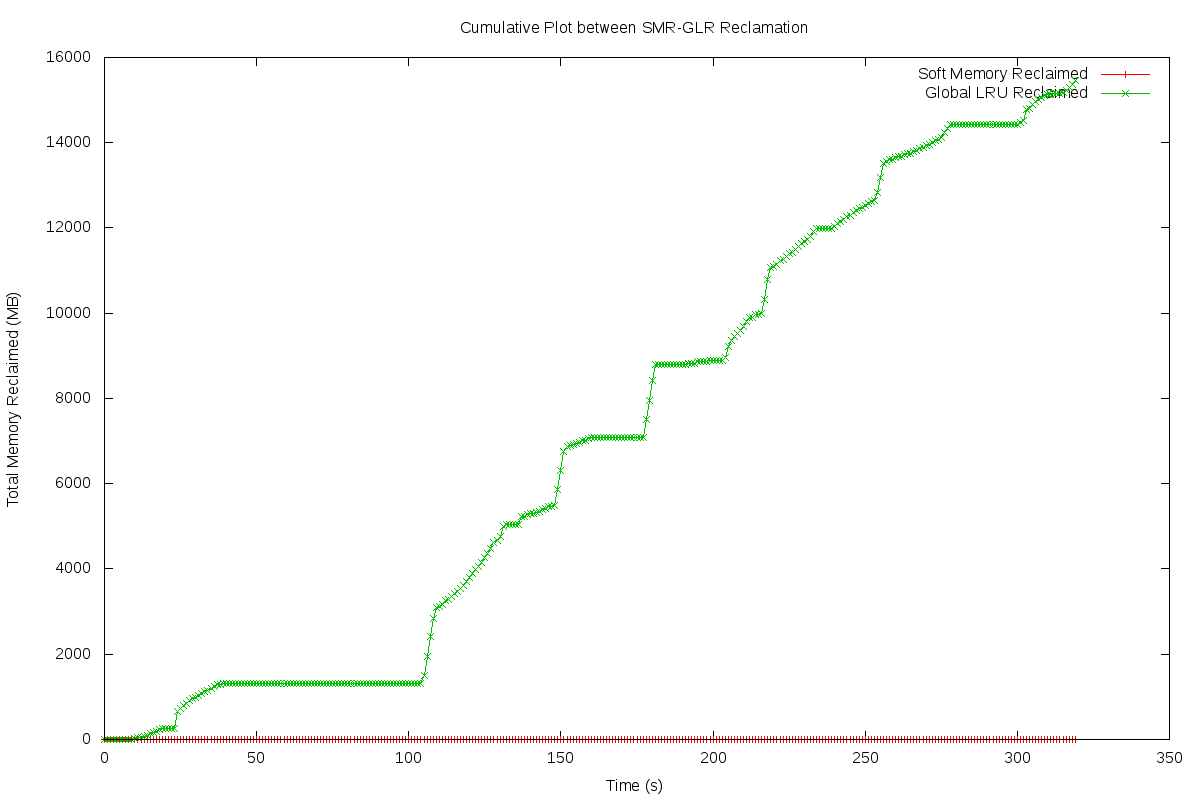 Cumulative Plot between SMR-GLR Reclamation
16000
14000
12000
10000
8000
6000
4000
2000
0
Total Memory Reclaimed (MB)
Soft Memory Reclaimed
Global LRU Reclaimed
0 50 100 150 200 250 300 350
Time (s)